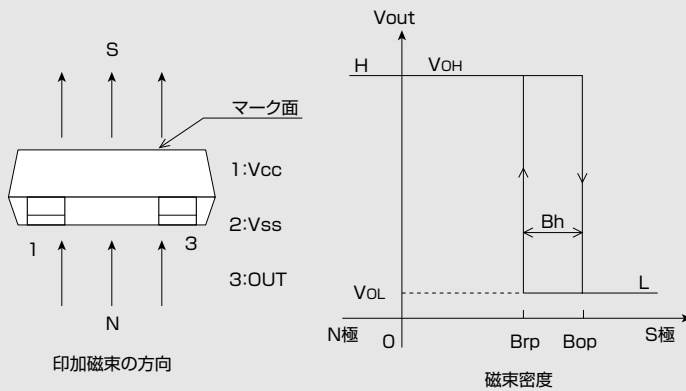 S
マーク面
1:Vcc
2:Vss
3:OUT
1
3
N
印加磁束の方向
Vout
H
VOH
Bh
VOL
L
N極
0
Brp
Bop
S極
磁束密度